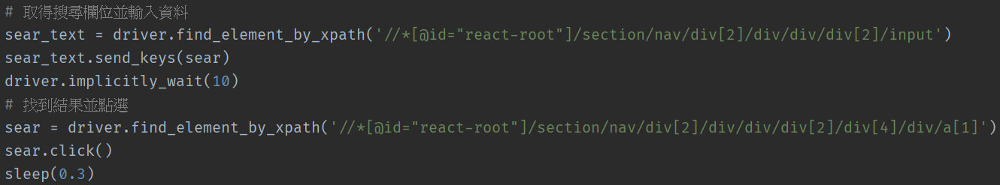 # 取得搜尋欄位並輸入資料
sear_text = driver.find_element_by_xpath('//*[@id="react-root"]/section/nav/div[2]/div/div/div[2]/input')
sear_text.send_keys(sear)
driver.implicitly_wait(10)
# 找到結果並點選
sear = driver.find_element_by_xpath('//*[@id="react-root"]/section/nav/div[2]/div/div/div[2]/div[4]/div/a[1]')
sear.click()
sleep(0.3)